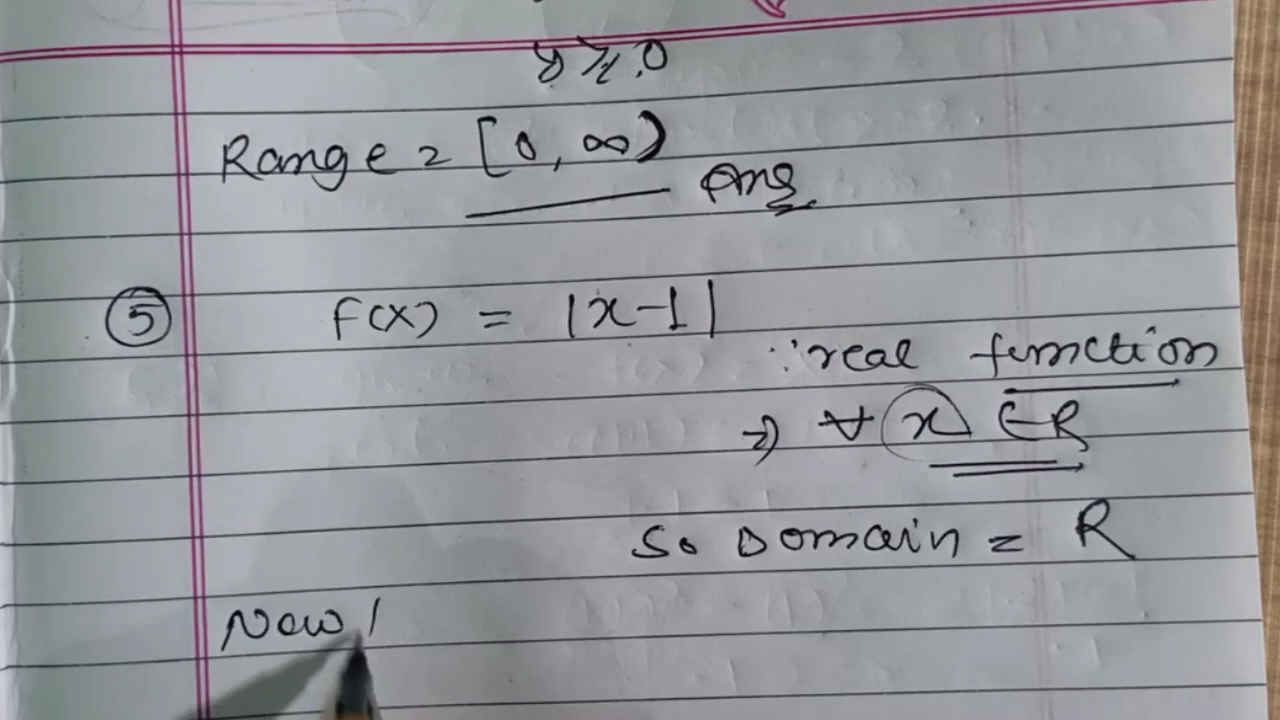 y ≥ 0
Range = [0, ∞)
Ans
5 f(x) = |x-1|
∵ real function
⇒ ∀ x ∈ R
So Domain = R
Now |